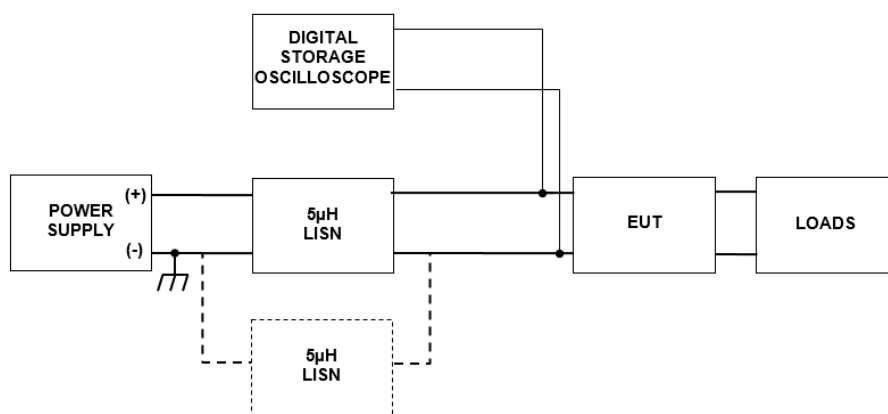 DIGITAL
STORAGE
OSCILLOSCOPE
POWER
SUPPLY
(+)
(-)
5µH
LISN
EUT
LOADS
5µH
LISN